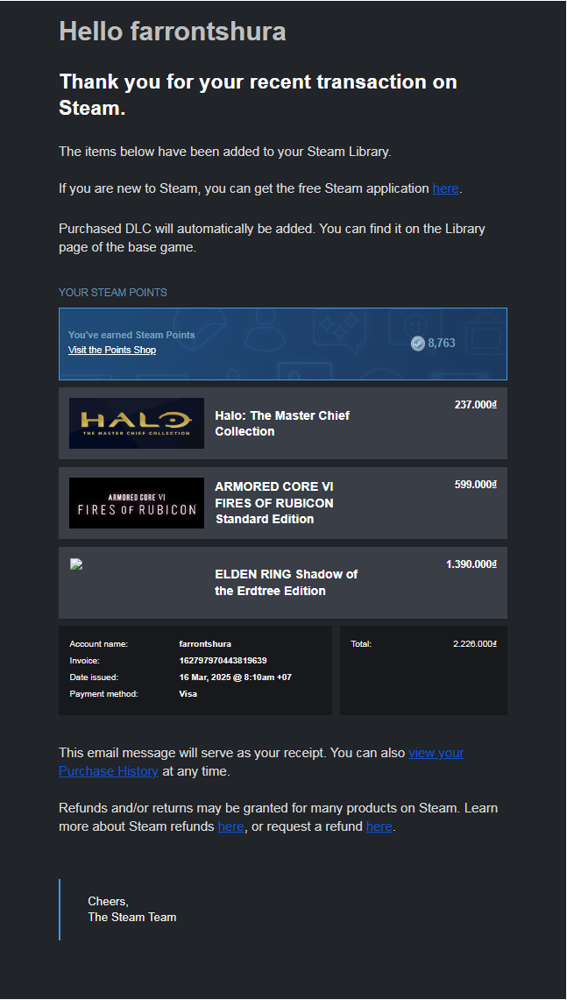 Hello farrontshura
Thank you for your recent transaction on
Steam.
The items below have been added to your Steam Library.
If you are new to Steam, you can get the free Steam application here.
Purchased DLC will automatically be added. You can find it on the Library
page of the base game.
YOUR STEAM POINTS
You've earned Steam Points
Visit the Points Shop
8,763
HALO
THE MASTER CHIEF COLLECTION
Halo: The Master Chief
Collection
237.000₫
ARMORED CORE VI
FIRES OF RUBICON
ARMORED CORE VI
FIRES OF RUBICON
Standard Edition
599.000₫
ELDEN RING Shadow of
the Erdtree Edition
1.390.000₫
Account name: farrontshura
Invoice: 162797970443819639
Date issued: 16 Mar, 2025 @ 8:10am +07
Payment method: Visa
Total: 2.226.000₫
This email message will serve as your receipt. You can also view your
Purchase History at any time.
Refunds and/or returns may be granted for many products on Steam. Learn
more about Steam refunds here, or request a refund here.
Cheers,
The Steam Team